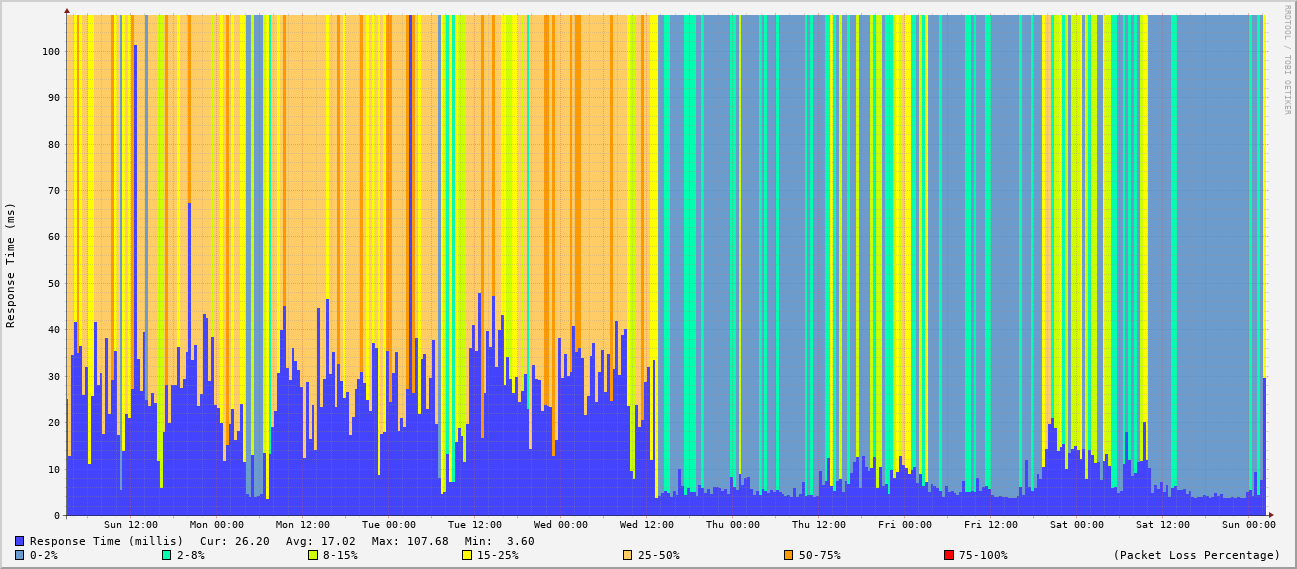 RRDTOOL / TOBI OETIKER
Response Time (ms)
100
90
80
70
60
50
40
30
20
10
0
Sun 12:00 Mon 00:00 Mon 12:00 Tue 00:00 Tue 12:00 Wed 00:00 Wed 12:00 Thu 00:00 Thu 12:00 Fri 00:00 Fri 12:00 Sat 00:00 Sat 12:00 Sun 00:00
Response Time (millis) Cur: 26.20 Avg: 17.02 Max: 107.68 Min: 3.60
0-2% 2-8% 8-15% 15-25% 25-50% 50-75% 75-100% (Packet Loss Percentage)